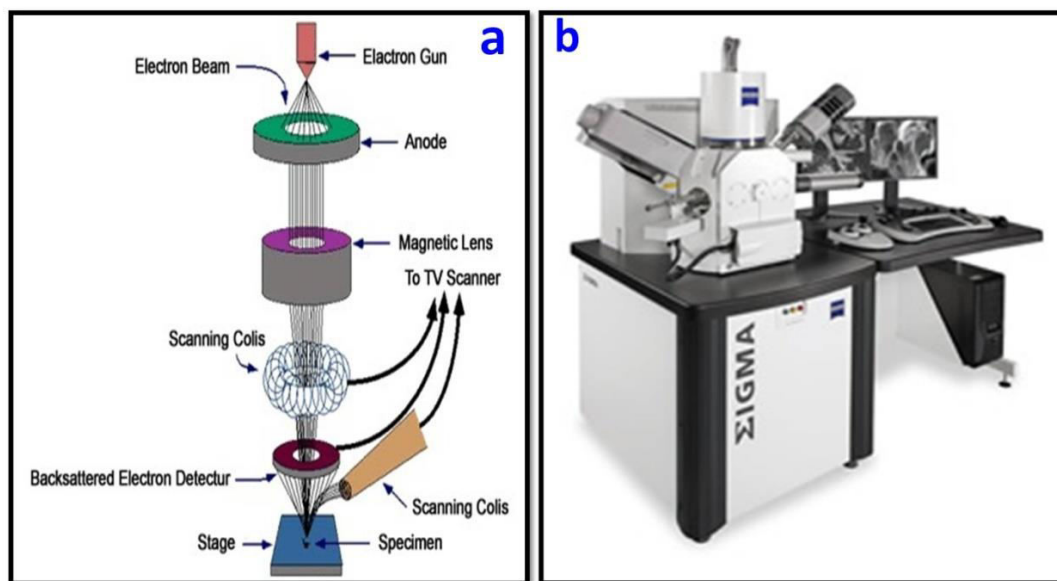 a
Elactron Gun
Electron Beam
Anode
Magnetic Lens
To TV Scanner
Scanning Colis
Backsattered Electron Detectur
Scanning Colis
Stage
Specimen
b
ΣIGMA